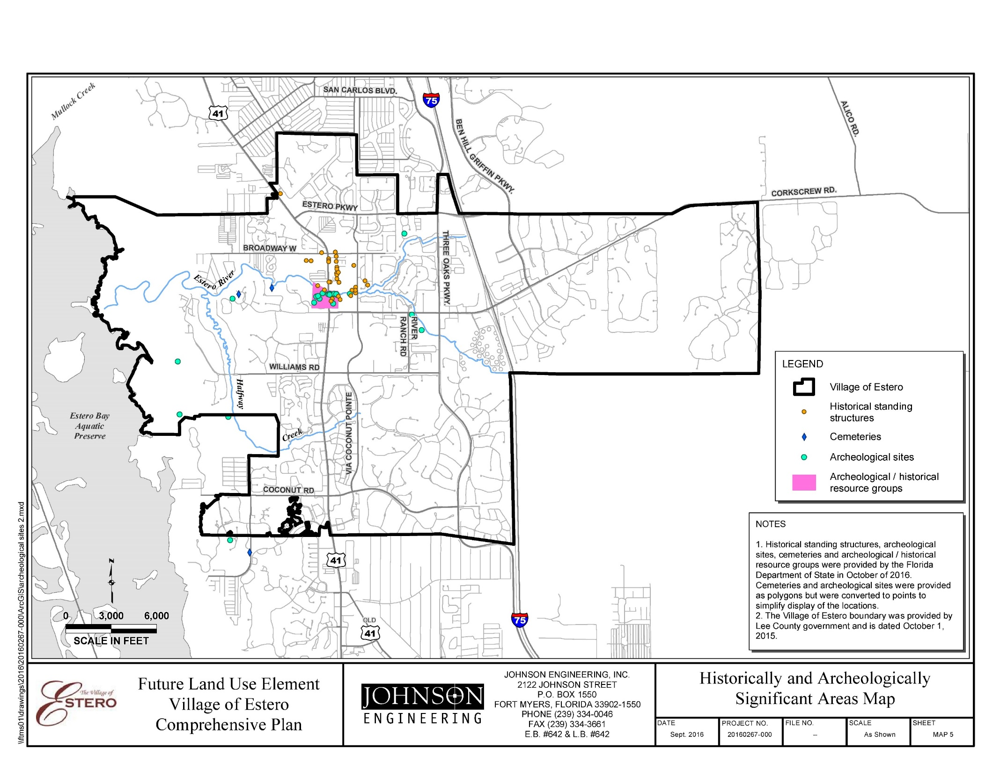 Mullock Creek
SAN CARLOS BLVD.
75
41
BEN HILL GRIFFIN PKWY.
ALICO RD.
CORKSCREW RD.
ESTERO PKWY
BROADWAY W
THREE OAKS PKWY.
Estero River
RIVER
RANCH RD
WILLIAMS RD
Halfway
Creek
VIA COCONUT POINTE
Estero Bay
Aquatic
Preserve
COCONUT RD
41
OLD
41
75
z
0 3,000 6,000
SCALE IN FEET
LEGEND
Village of Estero
Historical standing
structures
Cemeteries
Archeological sites
Archeological / historical
resource groups
NOTES
1. Historical standing structures, archeological
sites, cemeteries and archeological / historical
resource groups were provided by the Florida
Department of State in October of 2016.
Cemeteries and archeological sites were provided
as polygons but were converted to points to
simplify display of the locations.
2. The Village of Estero boundary was provided by
Lee County government and is dated October 1,
2015.
\\ftms01\drawings\2016\20160267-000\ArcGIS\archeological sites 2.mxd
The Village of
ESTERO
Future Land Use Element
Village of Estero
Comprehensive Plan
JOHNSON
ENGINEERING
JOHNSON ENGINEERING, INC.
2122 JOHNSON STREET
P.O. BOX 1550
FORT MYERS, FLORIDA 33902-1550
PHONE (239) 334-0046
FAX (239) 334-3661
E.B. #642 & L.B. #642
Historically and Archeologically
Significant Areas Map
DATE
Sept. 2016
PROJECT NO.
20160267-000
FILE NO.
--
SCALE
As Shown
SHEET
MAP 5